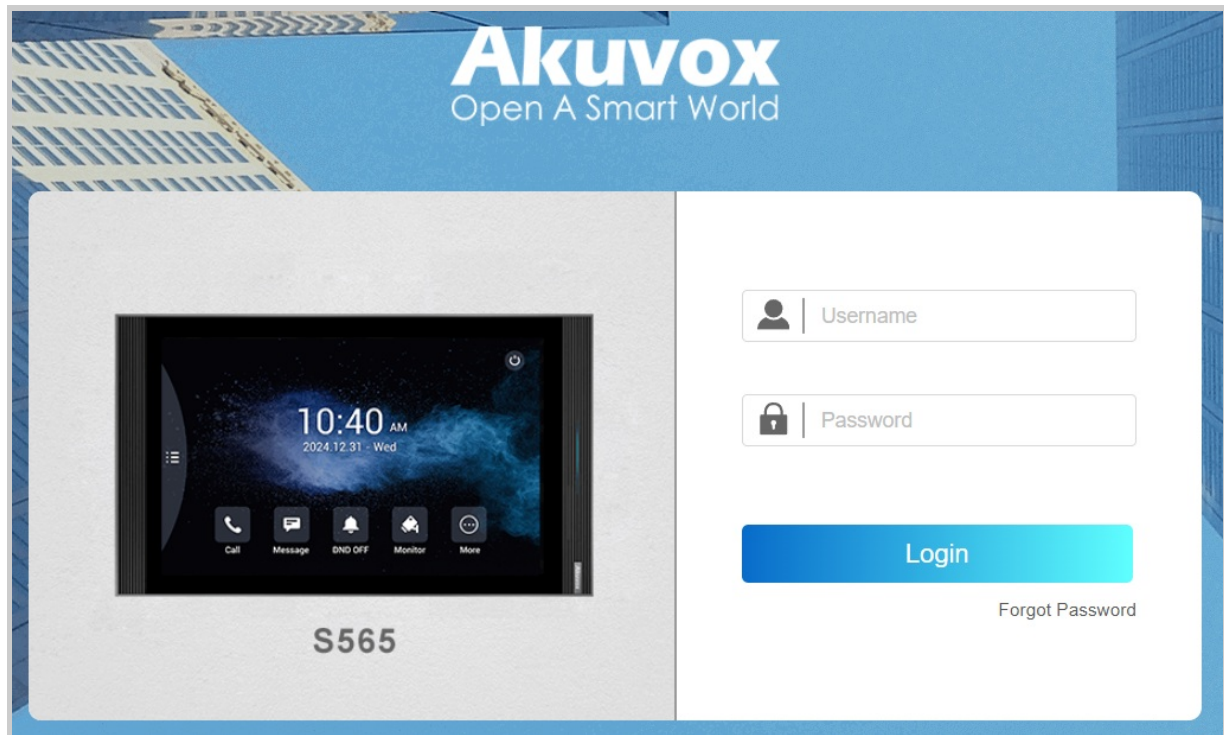 Akuvox
Open A Smart World
10:40 AM
2024.12.31 - Wed
Call
Message
DND OFF
Monitor
More
Akuvox
S565
Username
Password
Login
Forgot Password